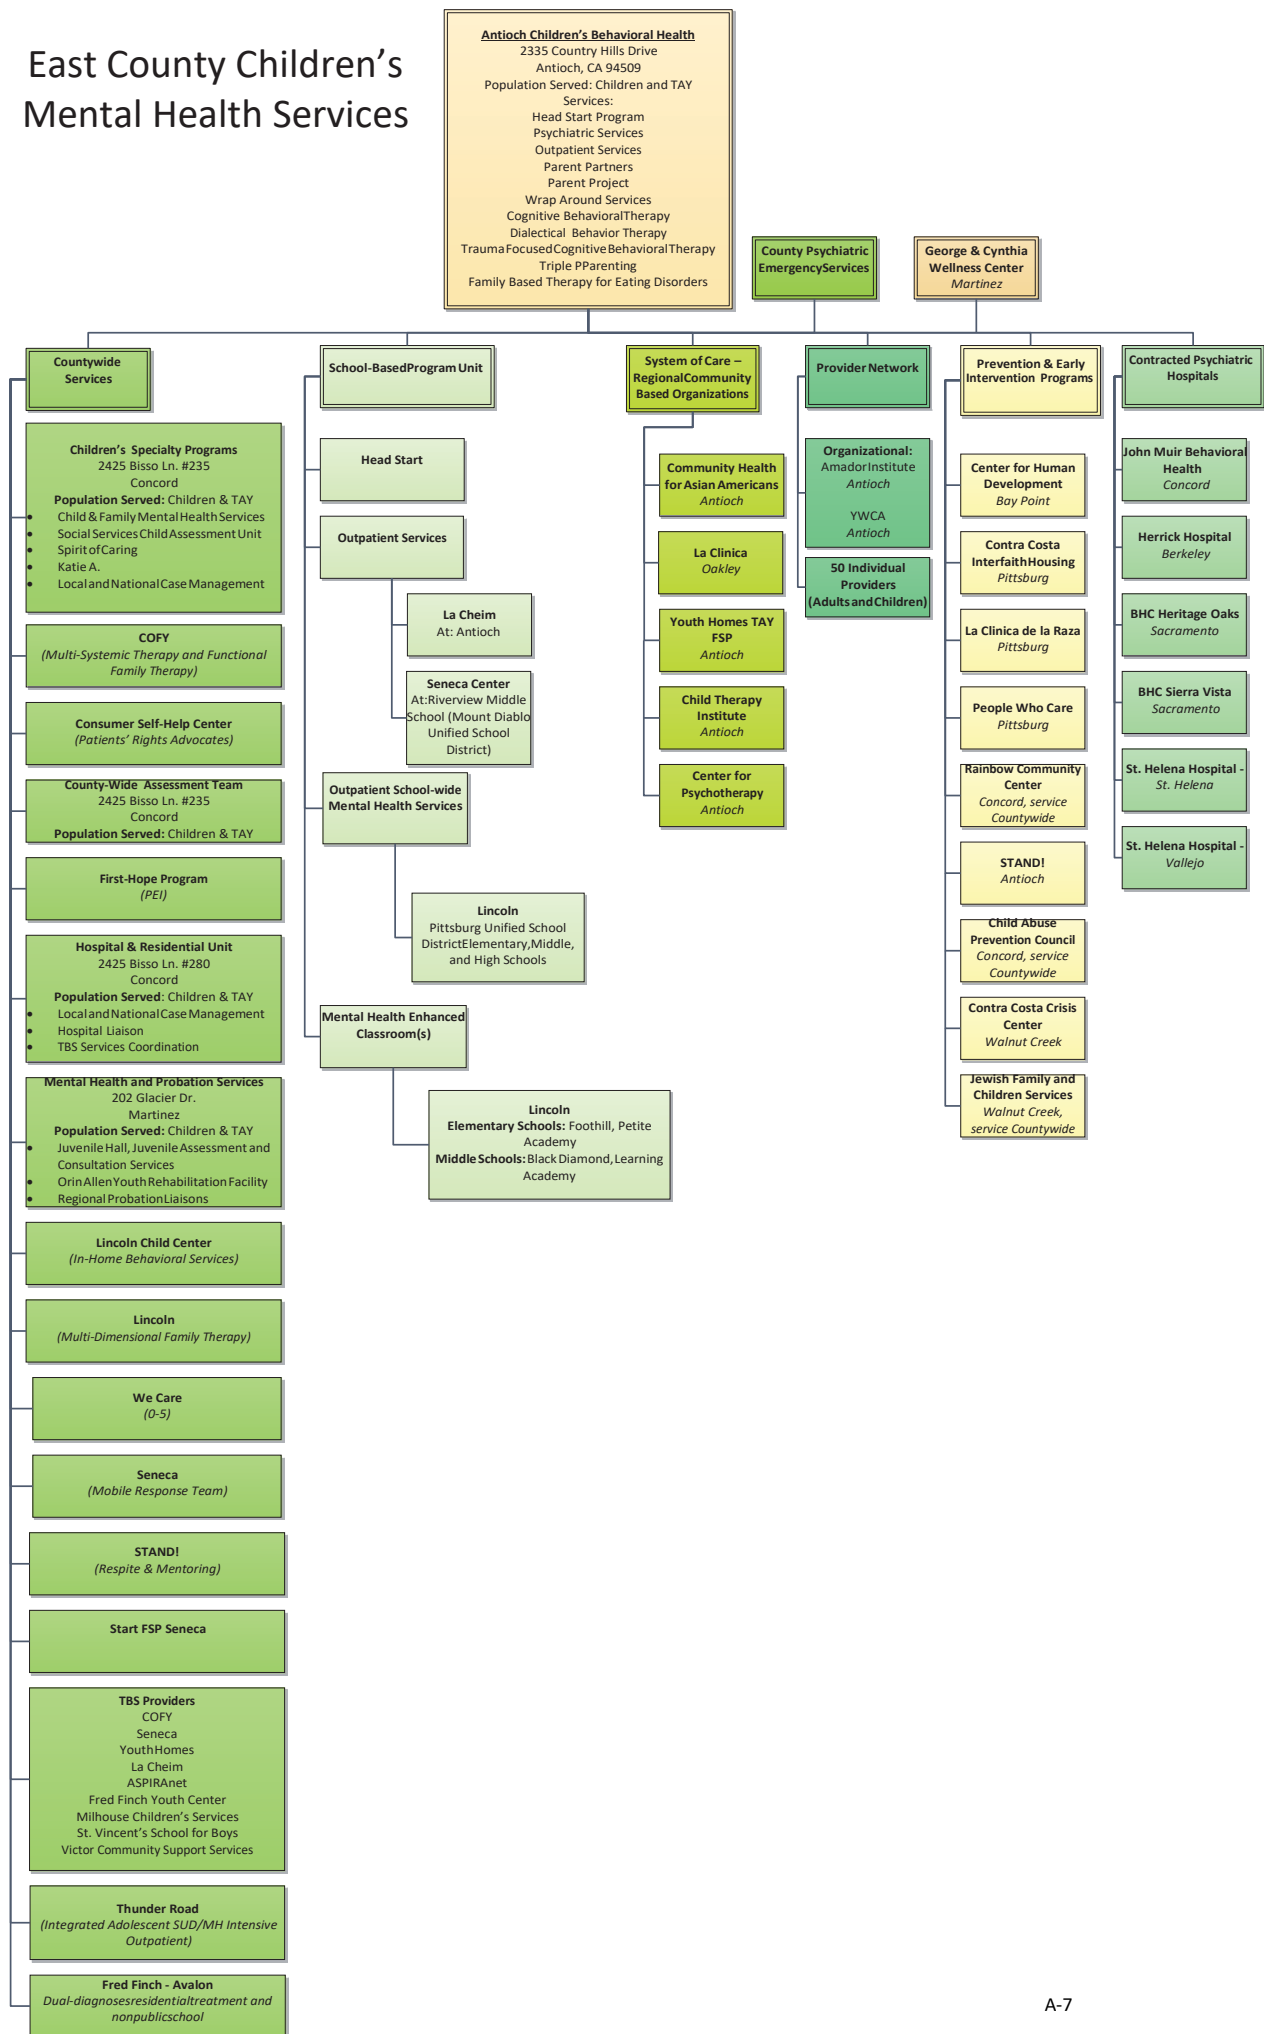 East County Children's
Mental Health Services
Antioch Children's Behavioral Health
2335 Country Hills Drive
Antioch, CA 94509
Population Served: Children and TAY
Services:
Head Start Program
Psychiatric Services
Outpatient Services
Parent Partners
Parent Project
Wrap Around Services
Cognitive BehavioralTherapy
Dialectical Behavior Therapy
TraumaFocusedCognitiveBehavioralTherapy
Triple PParenting
Family Based Therapy for Eating Disorders
County Psychiatric
EmergencyServices
George & Cynthia
Wellness Center
Martinez
Countywide
Services
Children's Specialty Programs
2425 Bisso Ln. #235
Concord
Population Served: Children & TAY
• Child & Family Mental Health Services
• Social Services Child Assessment Unit
• Spirit of Caring
• Katie A.
• Local and National Case Management
COFY
(Multi-Systemic Therapy and Functional
Family Therapy)
Consumer Self-Help Center
(Patients' Rights Advocates)
County-Wide Assessment Team
2425 Bisso Ln. #235
Concord
Population Served: Children & TAY
First-Hope Program
(PEI)
Hospital & Residential Unit
2425 Bisso Ln. #280
Concord
Population Served: Children & TAY
• Local and National Case Management
• Hospital Liaison
• TBS Services Coordination
Mental Health and Probation Services
202 Glacier Dr.
Martinez
Population Served: Children & TAY
• Juvenile Hall, Juvenile Assessment and
Consultation Services
• Orin Allen Youth Rehabilitation Facility
• Regional Probation Liaisons
Lincoln Child Center
(In-Home Behavioral Services)
Lincoln
(Multi-Dimensional Family Therapy)
We Care
(0-5)
Seneca
(Mobile Response Team)
STAND!
(Respite & Mentoring)
Start FSP Seneca
TBS Providers
COFY
Seneca
YouthHomes
La Cheim
ASPIRAnet
Fred Finch Youth Center
Milhouse Children's Services
St. Vincent's School for Boys
Victor Community Support Services
Thunder Road
(Integrated Adolescent SUD/MH Intensive
Outpatient)
Fred Finch - Avalon
Dual-diagnosesresidentialtreatment and
nonpublicschool
School-BasedProgram Unit
Head Start
Outpatient Services
La Cheim
At: Antioch
Seneca Center
At:Riverview Middle
School (Mount Diablo
Unified School
District)
Outpatient School-wide
Mental Health Services
Lincoln
Pittsburg Unified School
DistrictElementary,Middle,
and High Schools
Mental Health Enhanced
Classroom(s)
Lincoln
Elementary Schools: Foothill, Petite
Academy
Middle Schools: Black Diamond, Learning
Academy
System of Care –
RegionalCommunity
Based Organizations
Community Health
for Asian Americans
Antioch
La Clinica
Oakley
Youth Homes TAY
FSP
Antioch
Child Therapy
Institute
Antioch
Center for
Psychotherapy
Antioch
Provider Network
Organizational:
AmadorInstitute
Antioch
YWCA
Antioch
50 Individual
Providers
(AdultsandChildren)
Prevention & Early
Intervention Programs
Center for Human
Development
Bay Point
Contra Costa
InterfaithHousing
Pittsburg
La Clinica de la Raza
Pittsburg
People Who Care
Pittsburg
Rainbow Community
Center
Concord, service
Countywide
STAND!
Antioch
Child Abuse
Prevention Council
Concord, service
Countywide
Contra Costa Crisis
Center
Walnut Creek
Jewish Family and
Children Services
Walnut Creek,
service Countywide
Contracted Psychiatric
Hospitals
John Muir Behavioral
Health
Concord
Herrick Hospital
Berkeley
BHC Heritage Oaks
Sacramento
BHC Sierra Vista
Sacramento
St. Helena Hospital -
St. Helena
St. Helena Hospital -
Vallejo
A-7